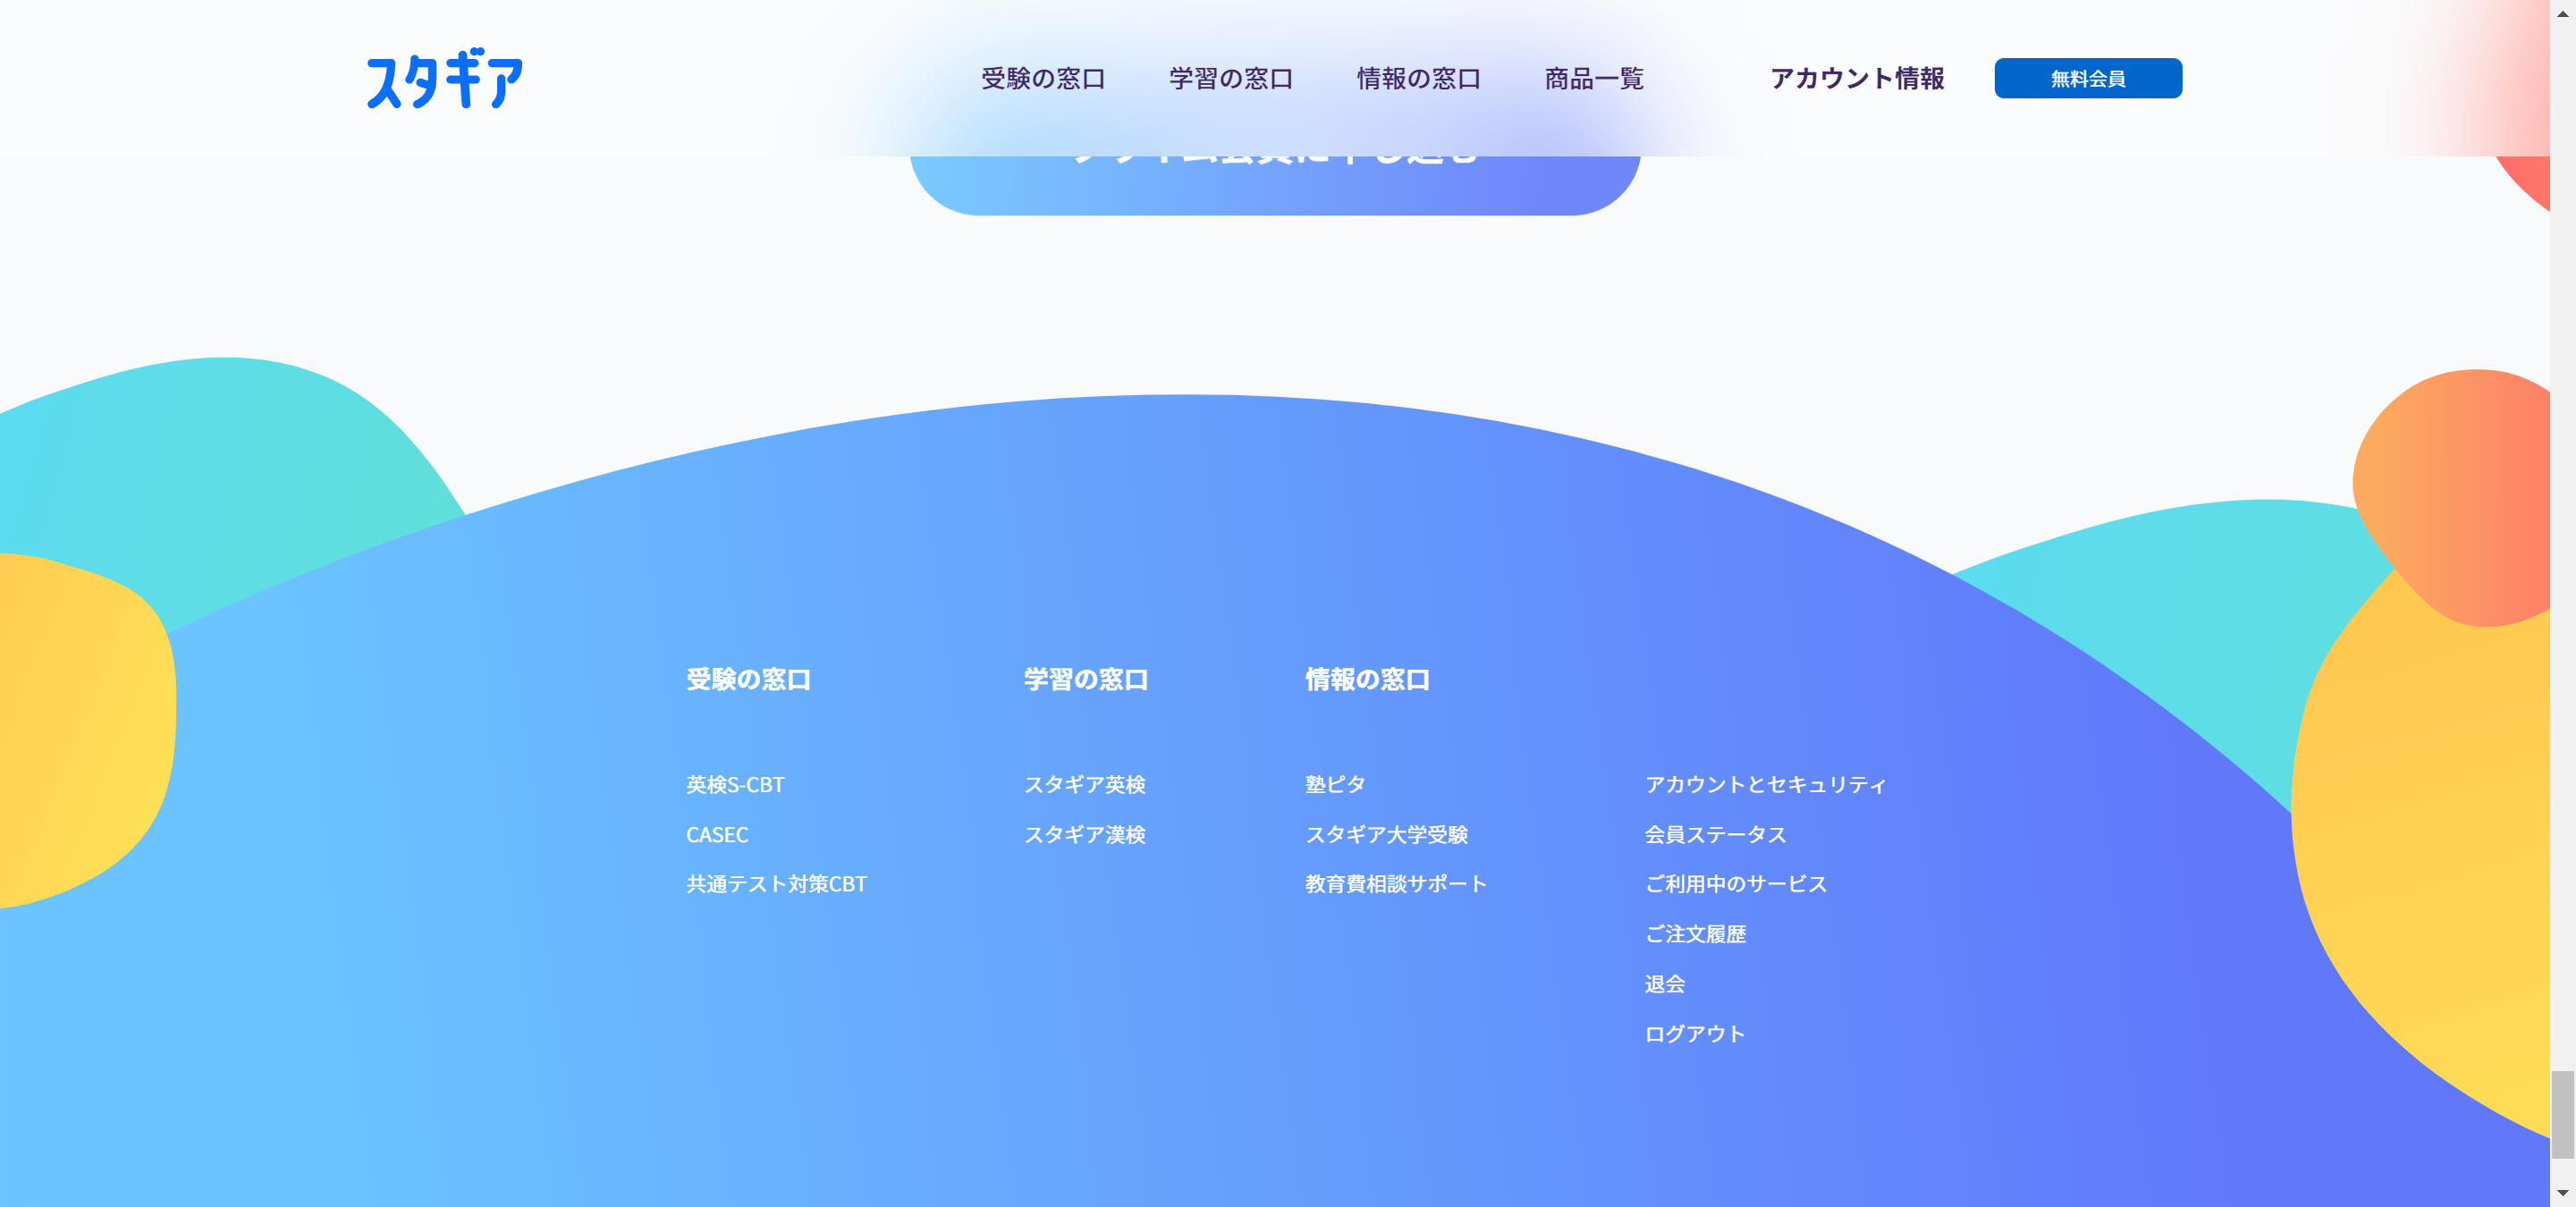 スタギア
受験の窓口 学習の窓口 情報の窓口 商品一覧 アカウント情報 無料会員
受験の窓口
英検S-CBT
CASEC
共通テスト対策CBT
学習の窓口
スタギア英検
スタギア漢検
情報の窓口
塾ピタ
スタギア大学受験
教育費相談サポート
アカウントとセキュリティ
会員ステータス
ご利用中のサービス
ご注文履歴
退会
ログアウト